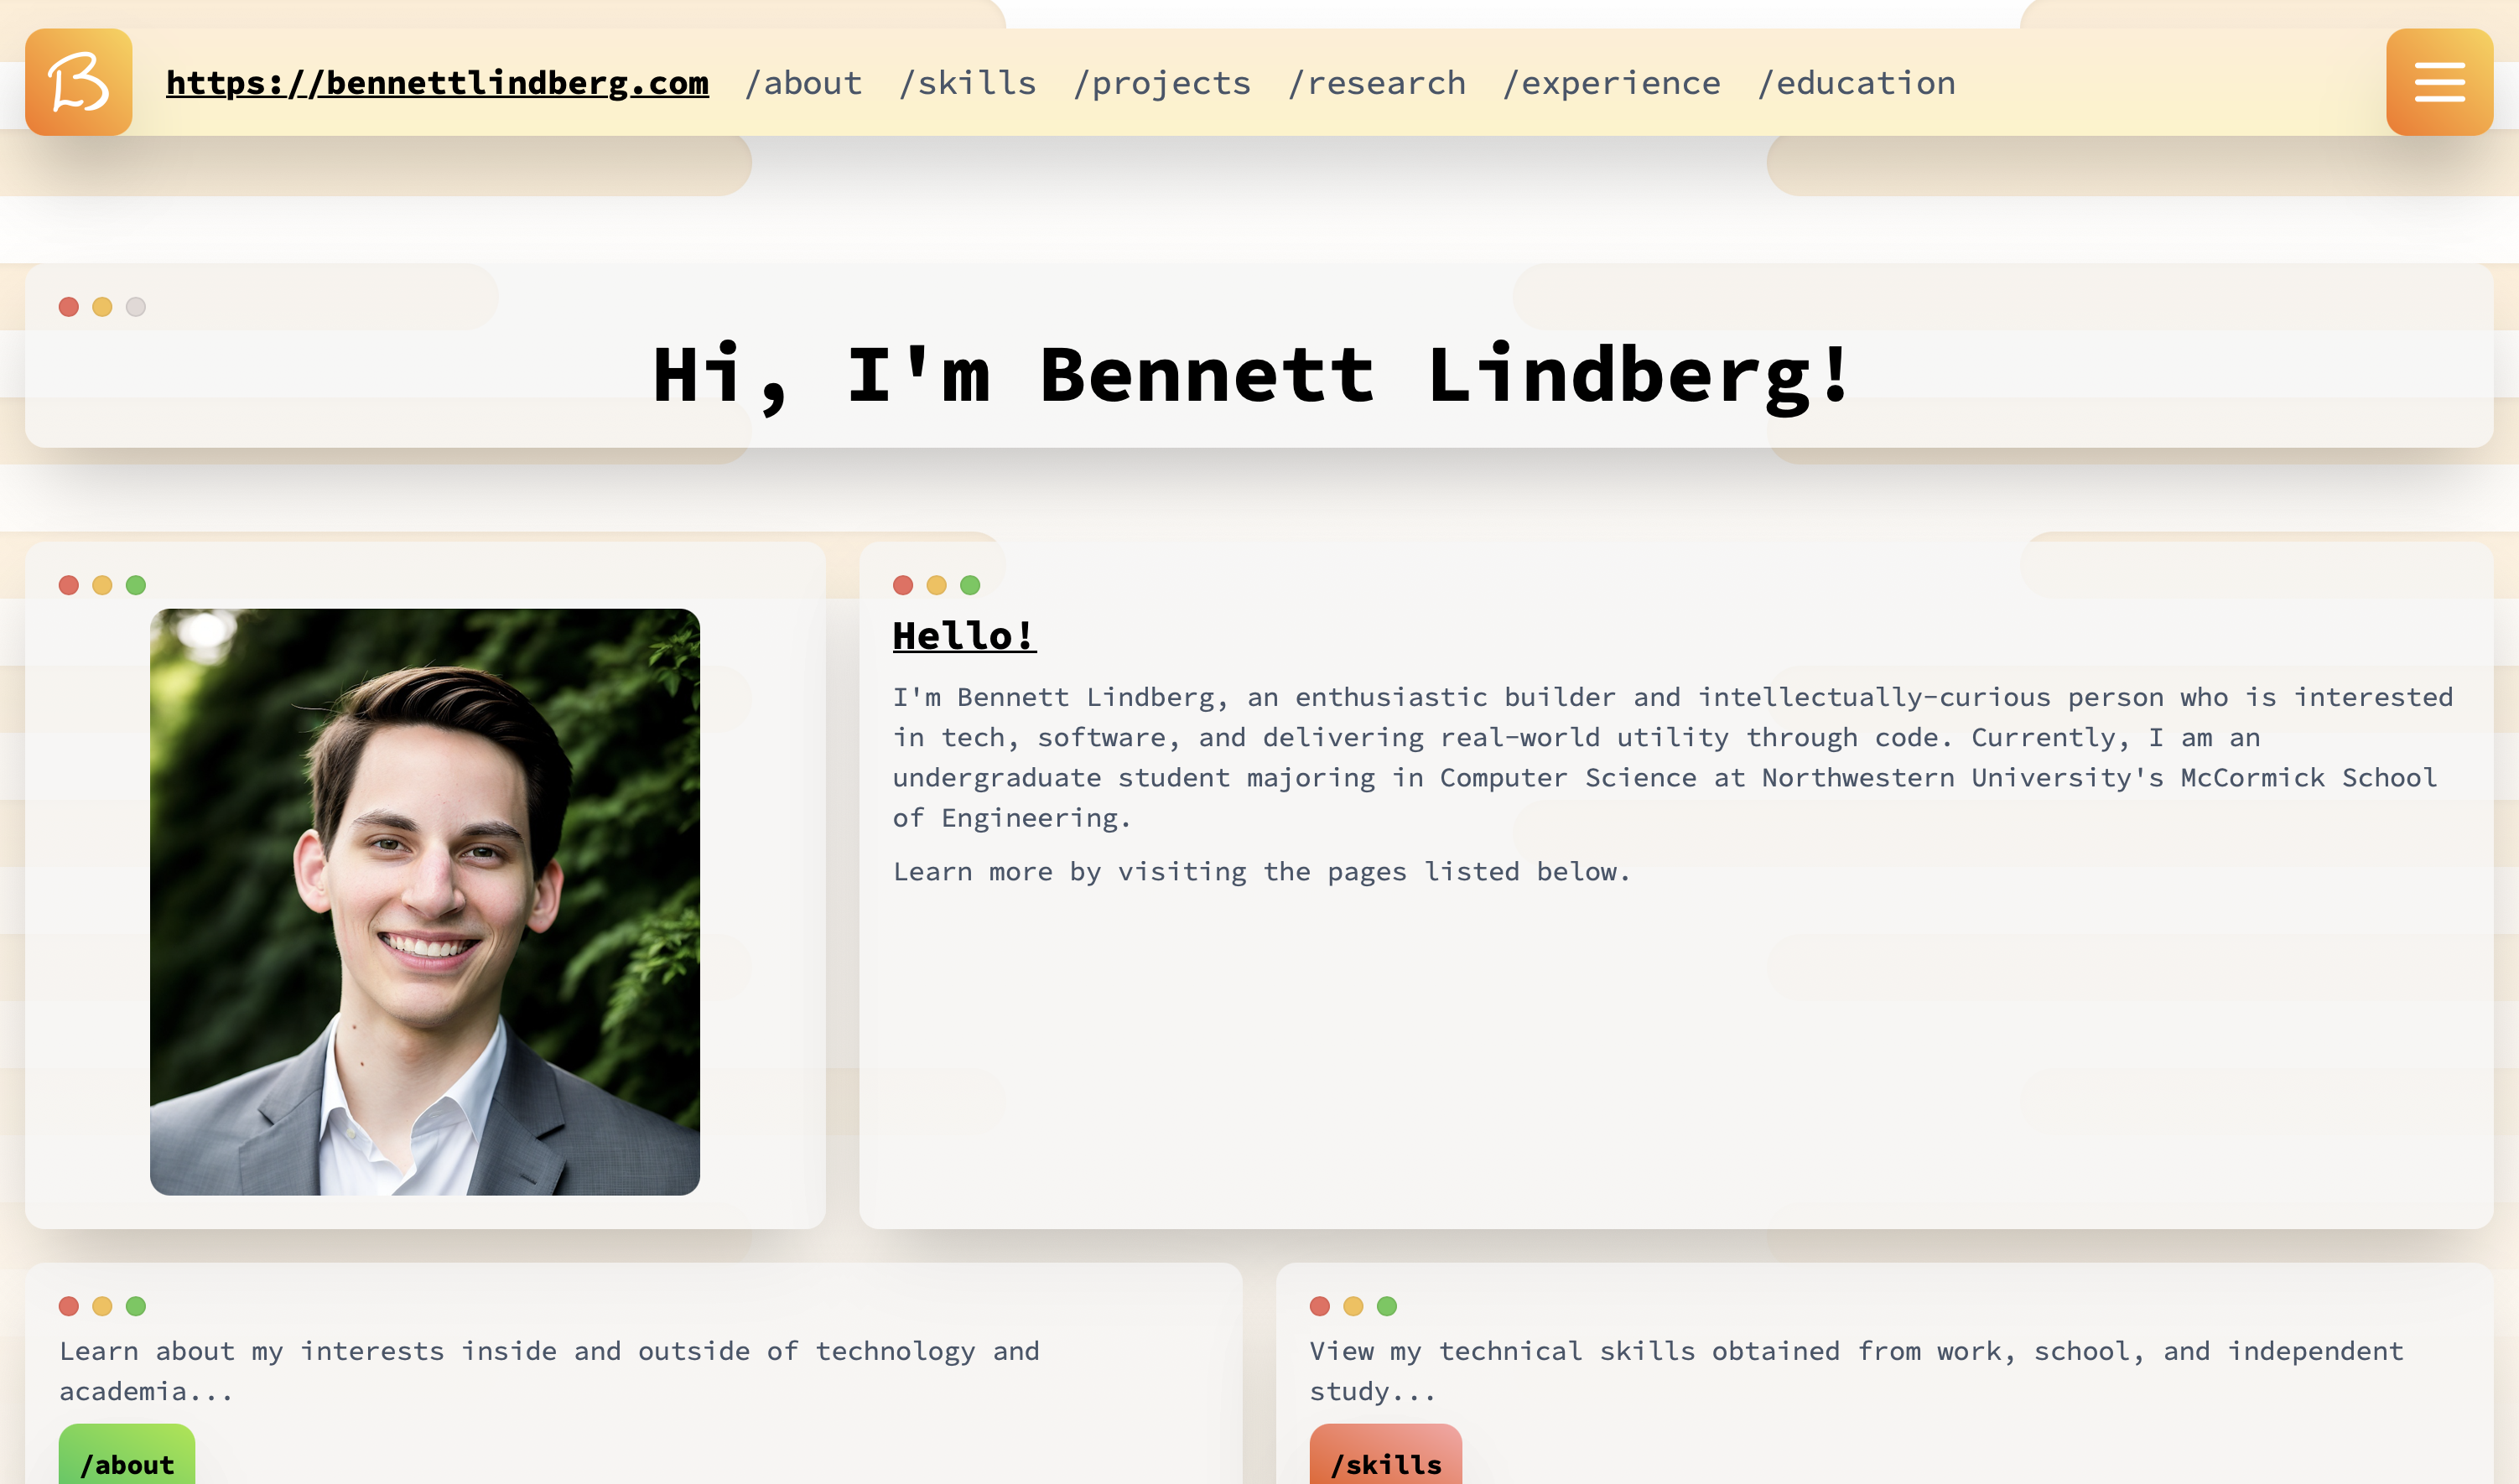 B
https://bennettlindberg.com /about /skills /projects /research /experience /education
Hi, I'm Bennett Lindberg!
Hello!
I'm Bennett Lindberg, an enthusiastic builder and intellectually-curious person who is interested
in tech, software, and delivering real-world utility through code. Currently, I am an
undergraduate student majoring in Computer Science at Northwestern University's McCormick School
of Engineering.
Learn more by visiting the pages listed below.
Learn about my interests inside and outside of technology and
academia...
/about
View my technical skills obtained from work, school, and independent
study...
/skills